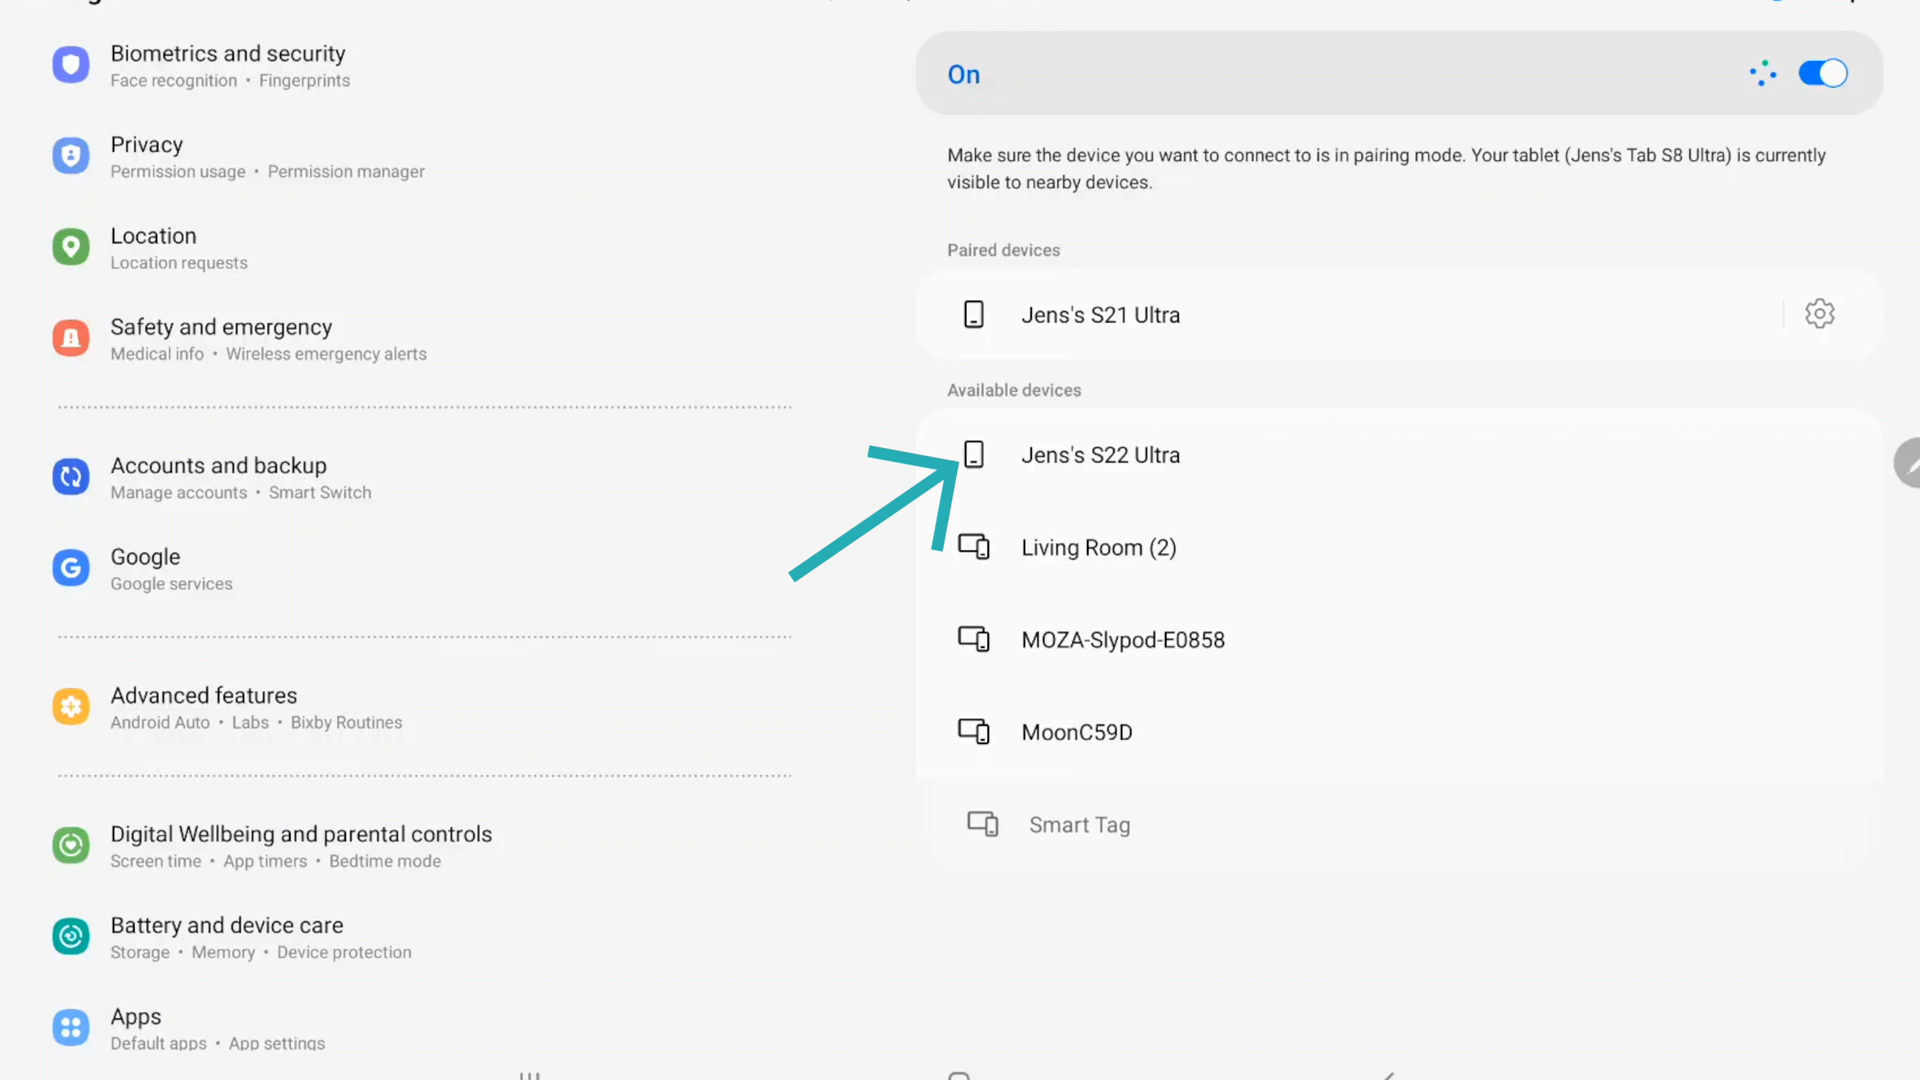 Biometrics and security
Face recognition • Fingerprints
Privacy
Permission usage • Permission manager
Location
Location requests
Safety and emergency
Medical info • Wireless emergency alerts
Accounts and backup
Manage accounts • Smart Switch
Google
Google services
Advanced features
Android Auto • Labs • Bixby Routines
Digital Wellbeing and parental controls
Screen time • App timers • Bedtime mode
Battery and device care
Storage • Memory • Device protection
Apps
Default apps • App settings
On
Make sure the device you want to connect to is in pairing mode. Your tablet (Jens's Tab S8 Ultra) is currently
visible to nearby devices.
Paired devices
Jens's S21 Ultra
Available devices
Jens's S22 Ultra
Living Room (2)
MOZA-Slypod-E0858
MoonC59D
Smart Tag